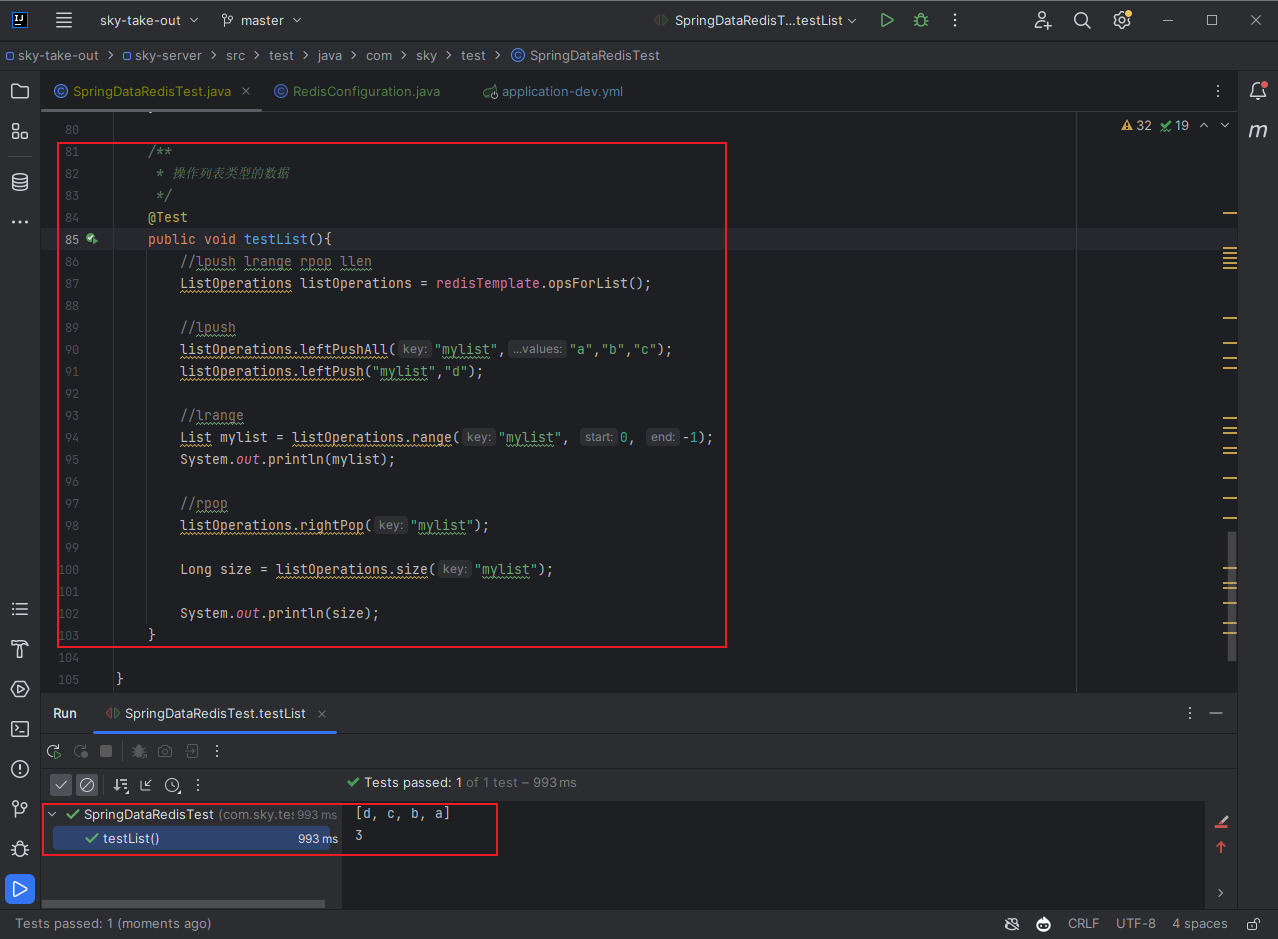 sky-take-out
master
SpringDataRedisT...testList
sky-take-out
sky-server
src
test
java
com
sky
test
SpringDataRedisTest
SpringDataRedisTest.java
RedisConfiguration.java
application-dev.yml
32
19
80
81 /**
82 * 操作列表类型的数据
83 */
84 @Test
85 public void testList(){
86 //lpush lrange rpop llen
87 ListOperations listOperations = redisTemplate.opsForList();
88
89 //lpush
90 listOperations.leftPushAll( key: "mylist", ...values: "a","b","c");
91 listOperations.leftPush("mylist","d");
92
93 //lrange
94 List mylist = listOperations.range( key: "mylist", start: 0, end: -1);
95 System.out.println(mylist);
96
97 //rpop
98 listOperations.rightPop( key: "mylist");
99
100 Long size = listOperations.size( key: "mylist");
101
102 System.out.println(size);
103 }
104
105 }
m
Run
SpringDataRedisTest.testList
Tests passed: 1 of 1 test – 993 ms
SpringDataRedisTest (com.sky.tes 993 ms
testList() 993 ms
[d, c, b, a]
3
Tests passed: 1 (moments ago)
CRLF
UTF-8
4 spaces